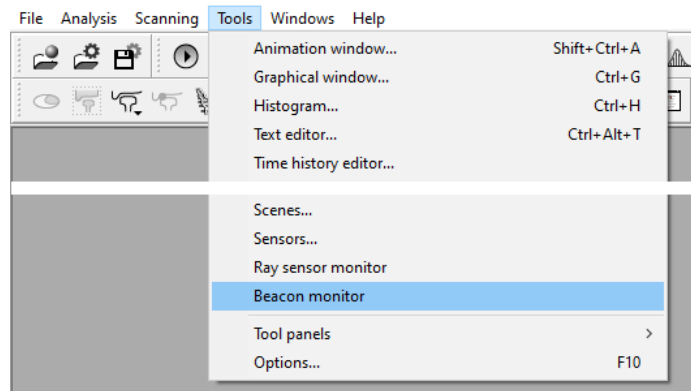 File Analysis Scanning Tools Windows Help
Animation window... Shift+Ctrl+A
Graphical window... Ctrl+G
Histogram... Ctrl+H
Text editor... Ctrl+Alt+T
Time history editor...
Scenes...
Sensors...
Ray sensor monitor
Beacon monitor
Tool panels
Options... F10